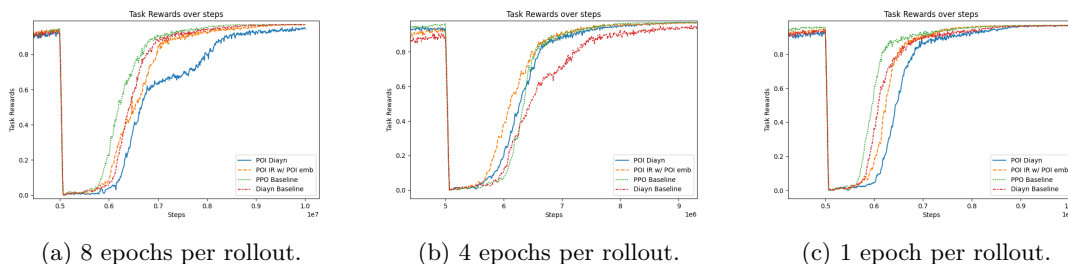 Task Rewards over steps
Task Rewards
0.8
0.6
0.4
0.2
0.0
0.5
0.6
0.7
0.8
0.9
1.0
1e7
Steps
POI Diayn
POI IR w/ POI emb
PPO Baseline
Diayn Baseline
(a) 8 epochs per rollout.
Task Rewards over steps
Task Rewards
0.8
0.6
0.4
0.2
0.0
5
6
7
8
9
1e6
Steps
POI Diayn
POI IR w/ POI emb
PPO Baseline
Diayn Baseline
(b) 4 epochs per rollout.
Task Rewards over steps
Task Rewards
0.8
0.6
0.4
0.2
0.0
0.5
0.6
0.7
0.8
0.9
Steps
POI Diayn
POI IR w/ POI emb
PPO Baseline
Diayn Baseline
(c) 1 epoch per rollout.